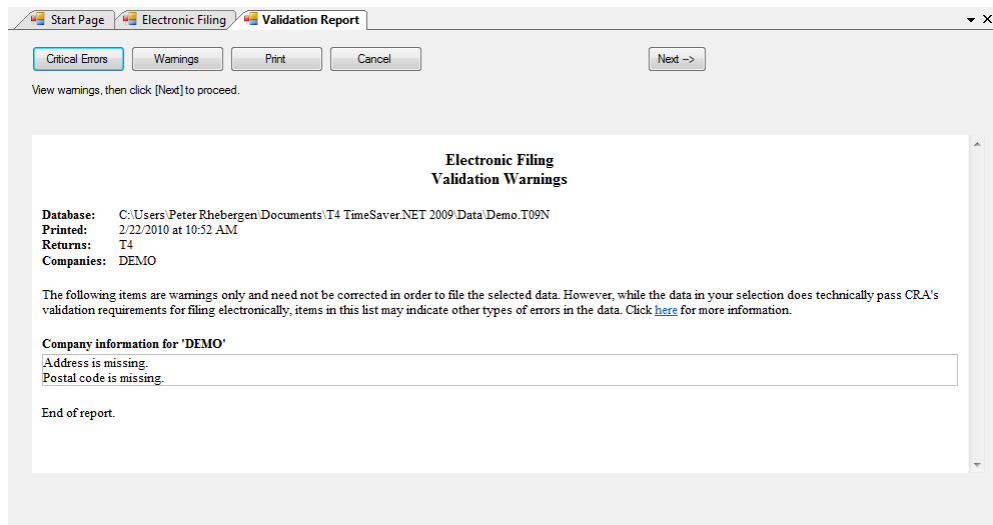 Start Page Electronic Filing Validation Report
Critical Errors Warnings Print Cancel Next -->
View warnings, then click [Next] to proceed.
Electronic Filing
Validation Warnings
Database: C:\Users\Peter Rhebergen\Documents\T4 TimeSaver.NET 2009\Data\Demo.T09N
Printed: 2/22/2010 at 10:52 AM
Returns: T4
Companies: DEMO
The following items are warnings only and need not be corrected in order to file the selected data. However, while the data in your selection does technically pass CRA's
validation requirements for filing electronically, items in this list may indicate other types of errors in the data. Click here for more information.
Company information for 'DEMO'
Address is missing.
Postal code is missing.
End of report.